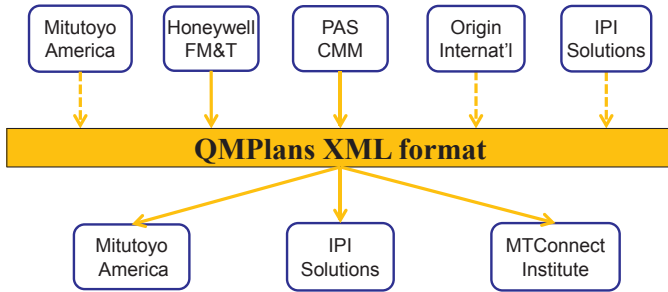 Mitutoyo
America
Honeywell
FM&T
PAS
CMM
Origin
Internat'l
IPI
Solutions
QMPlans XML format
Mitutoyo
America
IPI
Solutions
MTConnect
Institute